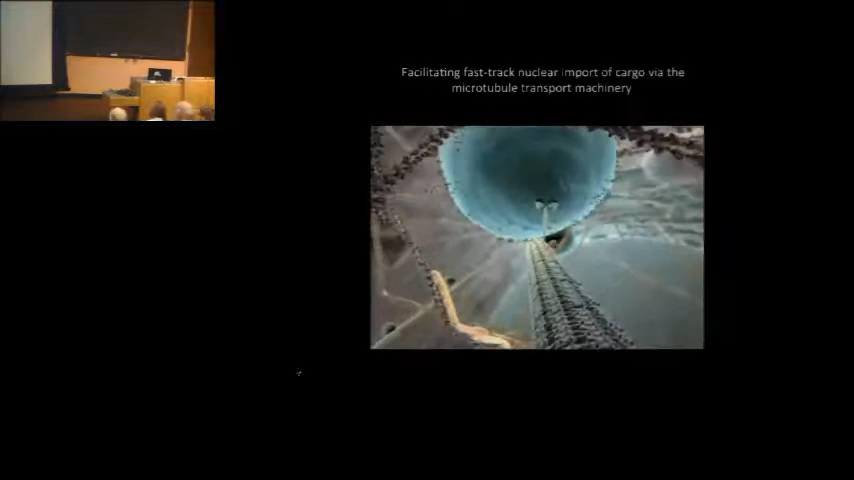 Facilitating fast-track nuclear import of cargo via the
microtubule transport machinery